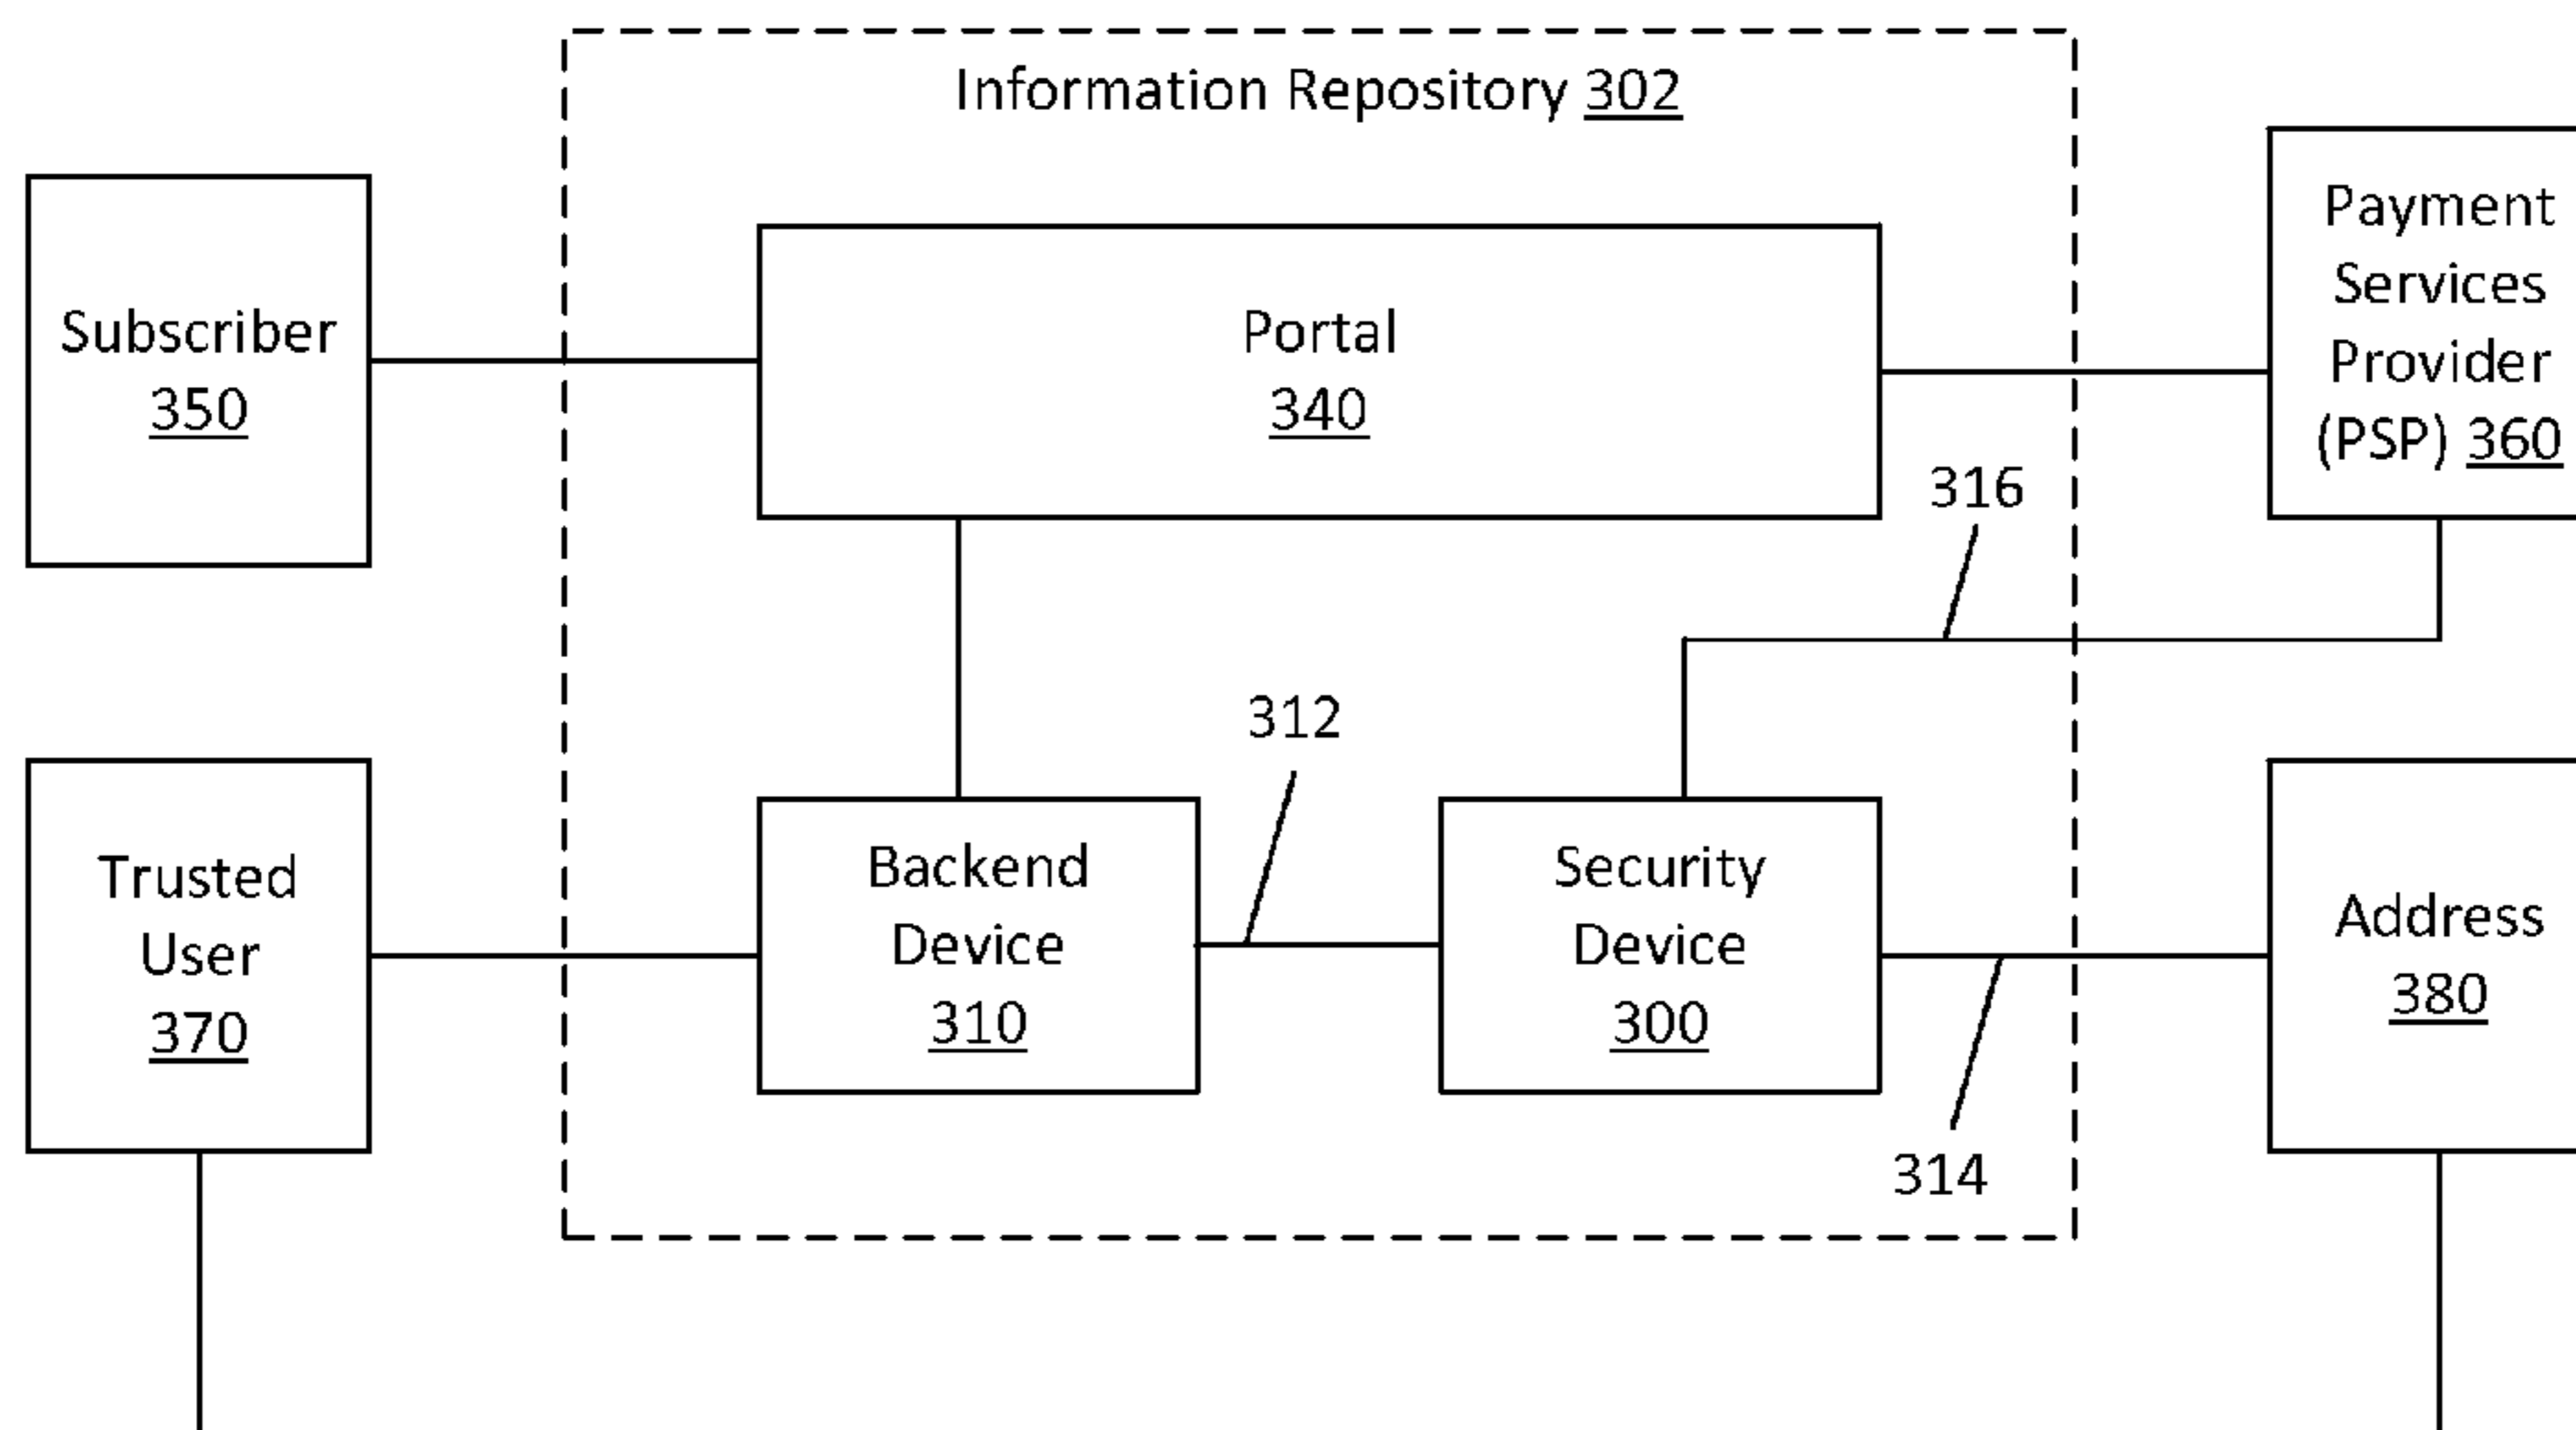 Information Repository 302
Subscriber
350
Portal
340
Payment
Services
Provider
(PSP) 360
316
312
Trusted
User
370
Backend
Device
310
Security
Device
300
Address
380
314